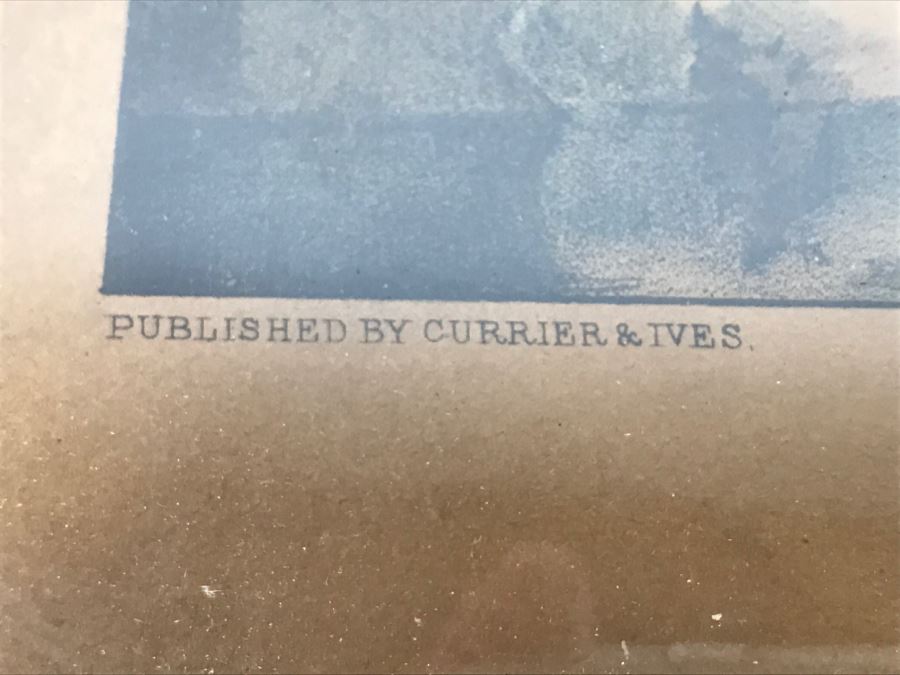 PUBLISHED BY CURRIER & IVES.